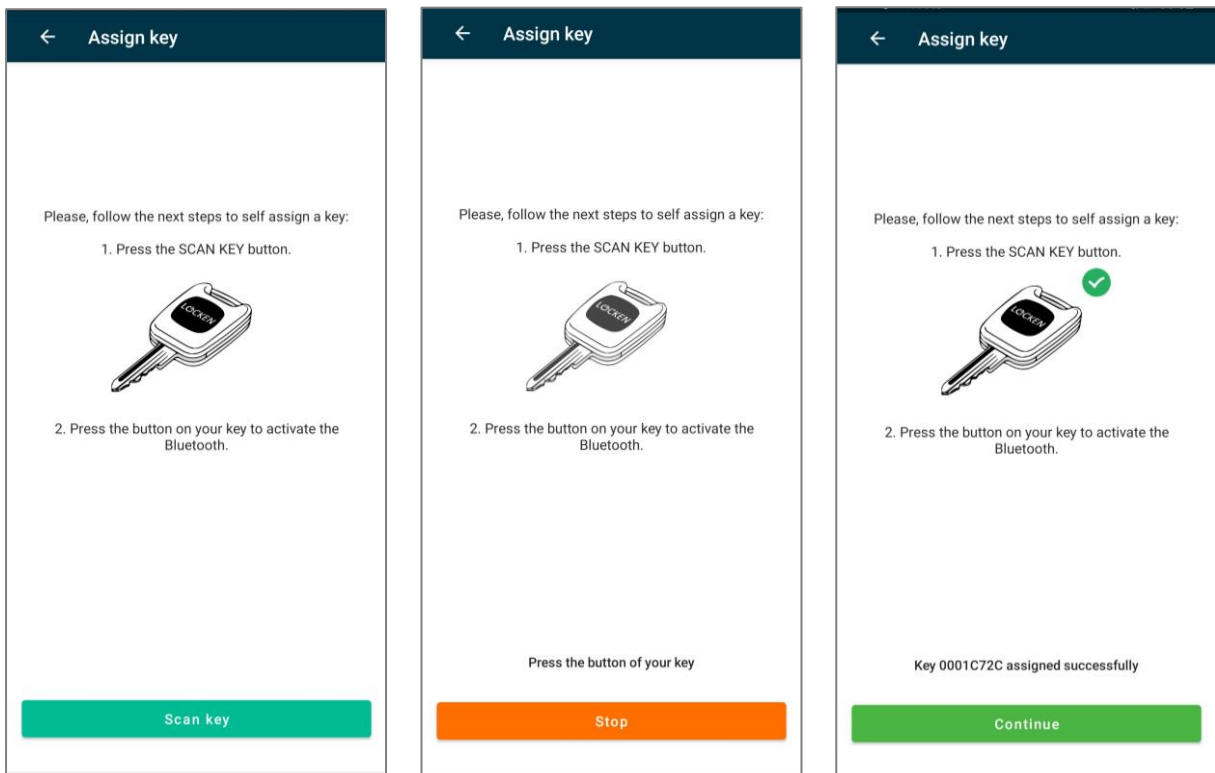 Assign key
Please, follow the next steps to self assign a key:
1. Press the SCAN KEY button.
LOCKEN
2. Press the button on your key to activate the
Bluetooth.
Scan key
Assign key
Please, follow the next steps to self assign a key:
1. Press the SCAN KEY button.
LOCKEN
2. Press the button on your key to activate the
Bluetooth.
Press the button of your key
Stop
Assign key
Please, follow the next steps to self assign a key:
1. Press the SCAN KEY button.
LOCKEN
2. Press the button on your key to activate the
Bluetooth.
Key 0001C72C assigned successfully
Continue